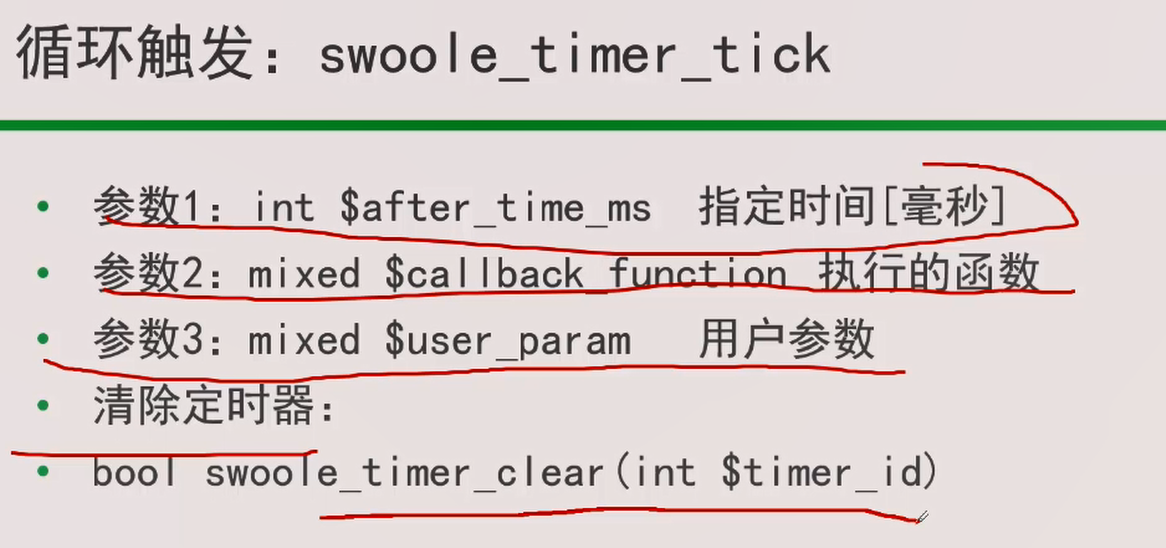 循环触发：swoole_timer_tick
• 参数1：int $after_time_ms 指定时间[毫秒]
• 参数2：mixed $callback_function 执行的函数
• 参数3：mixed $user_param 用户参数
• 清除定时器：
• bool swoole_timer_clear(int $timer_id)